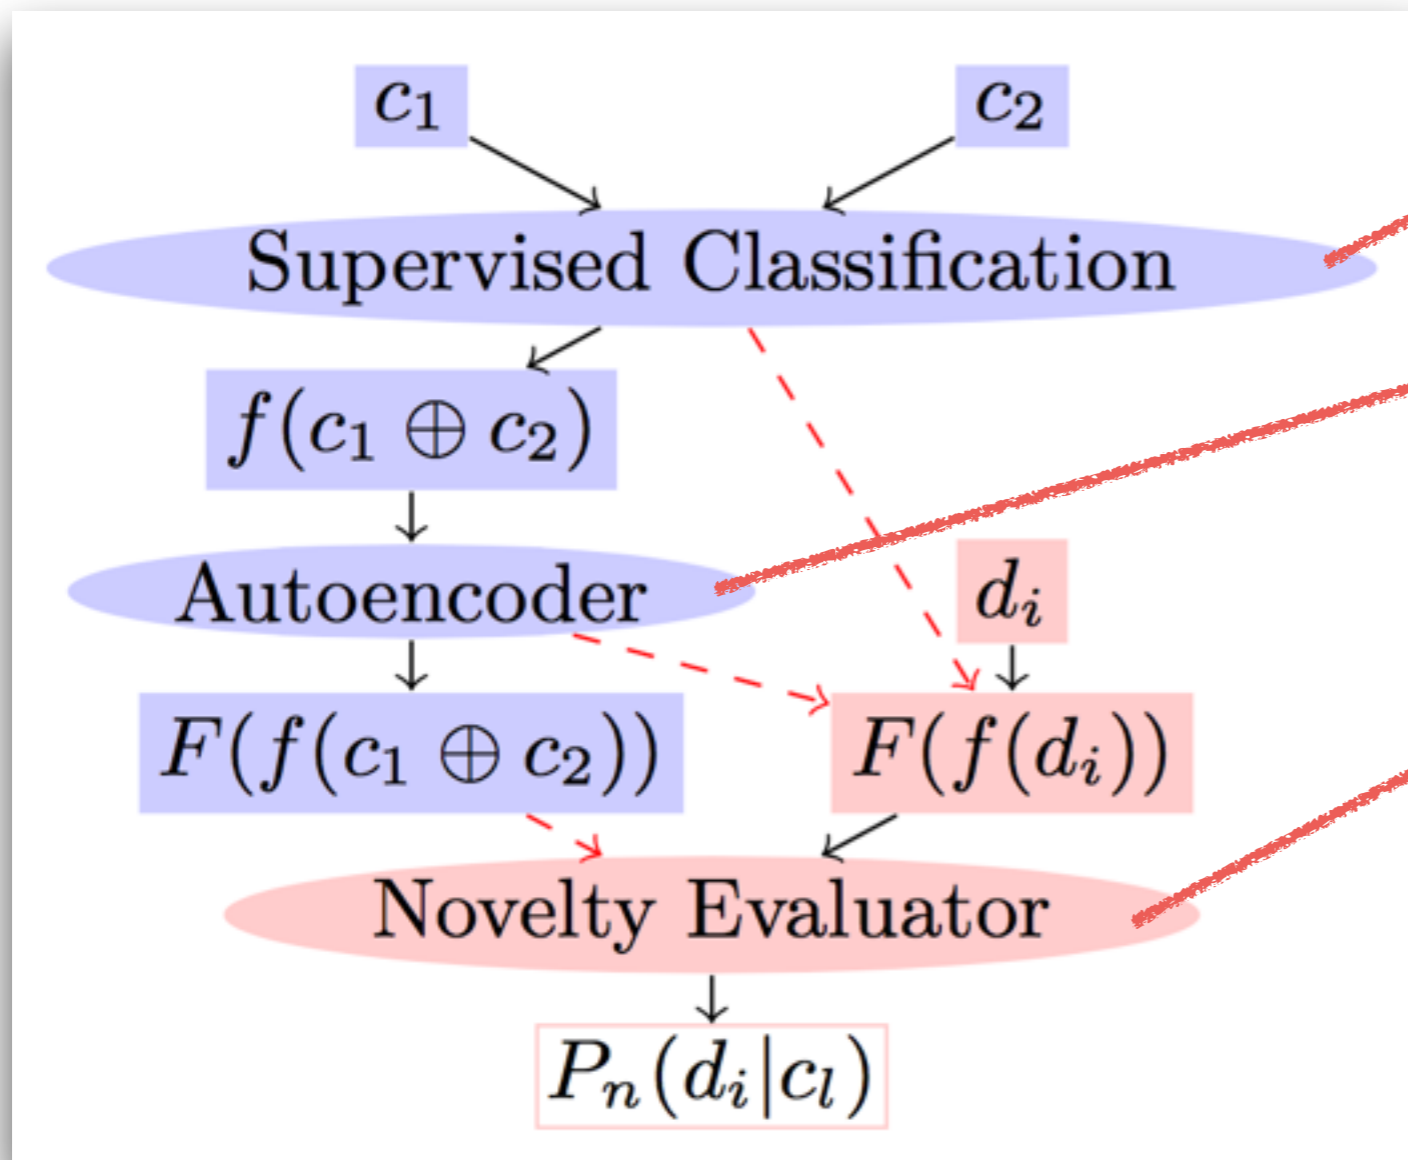 c₁ c₂
Supervised Classification
f(c₁ ⊕ c₂)
Autoencoder
dᵢ
F(f(c₁ ⊕ c₂)) F(f(dᵢ))
Novelty Evaluator
Pₙ(dᵢ|cₗ)